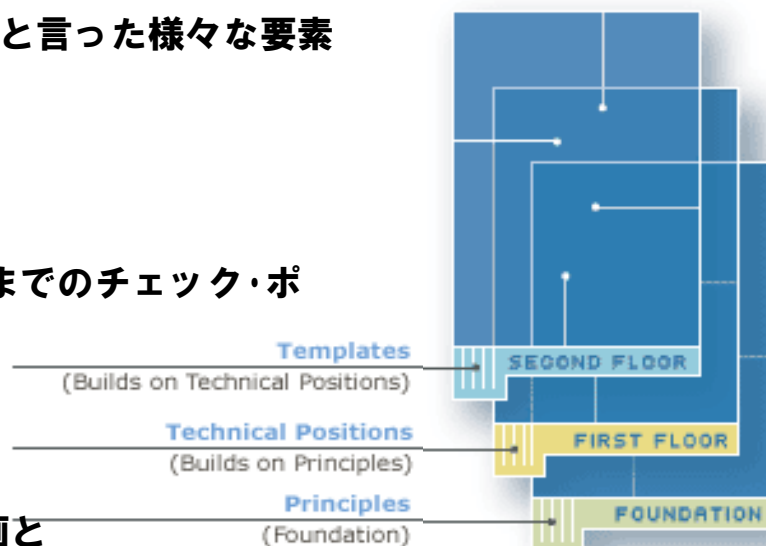 と言った様々な要素
までのチェック・ポ
Templates
(Builds on Technical Positions)
SECOND FLOOR
Technical Positions
(Builds on Principles)
FIRST FLOOR
Principles
(Foundation)
FOUNDATION
画と